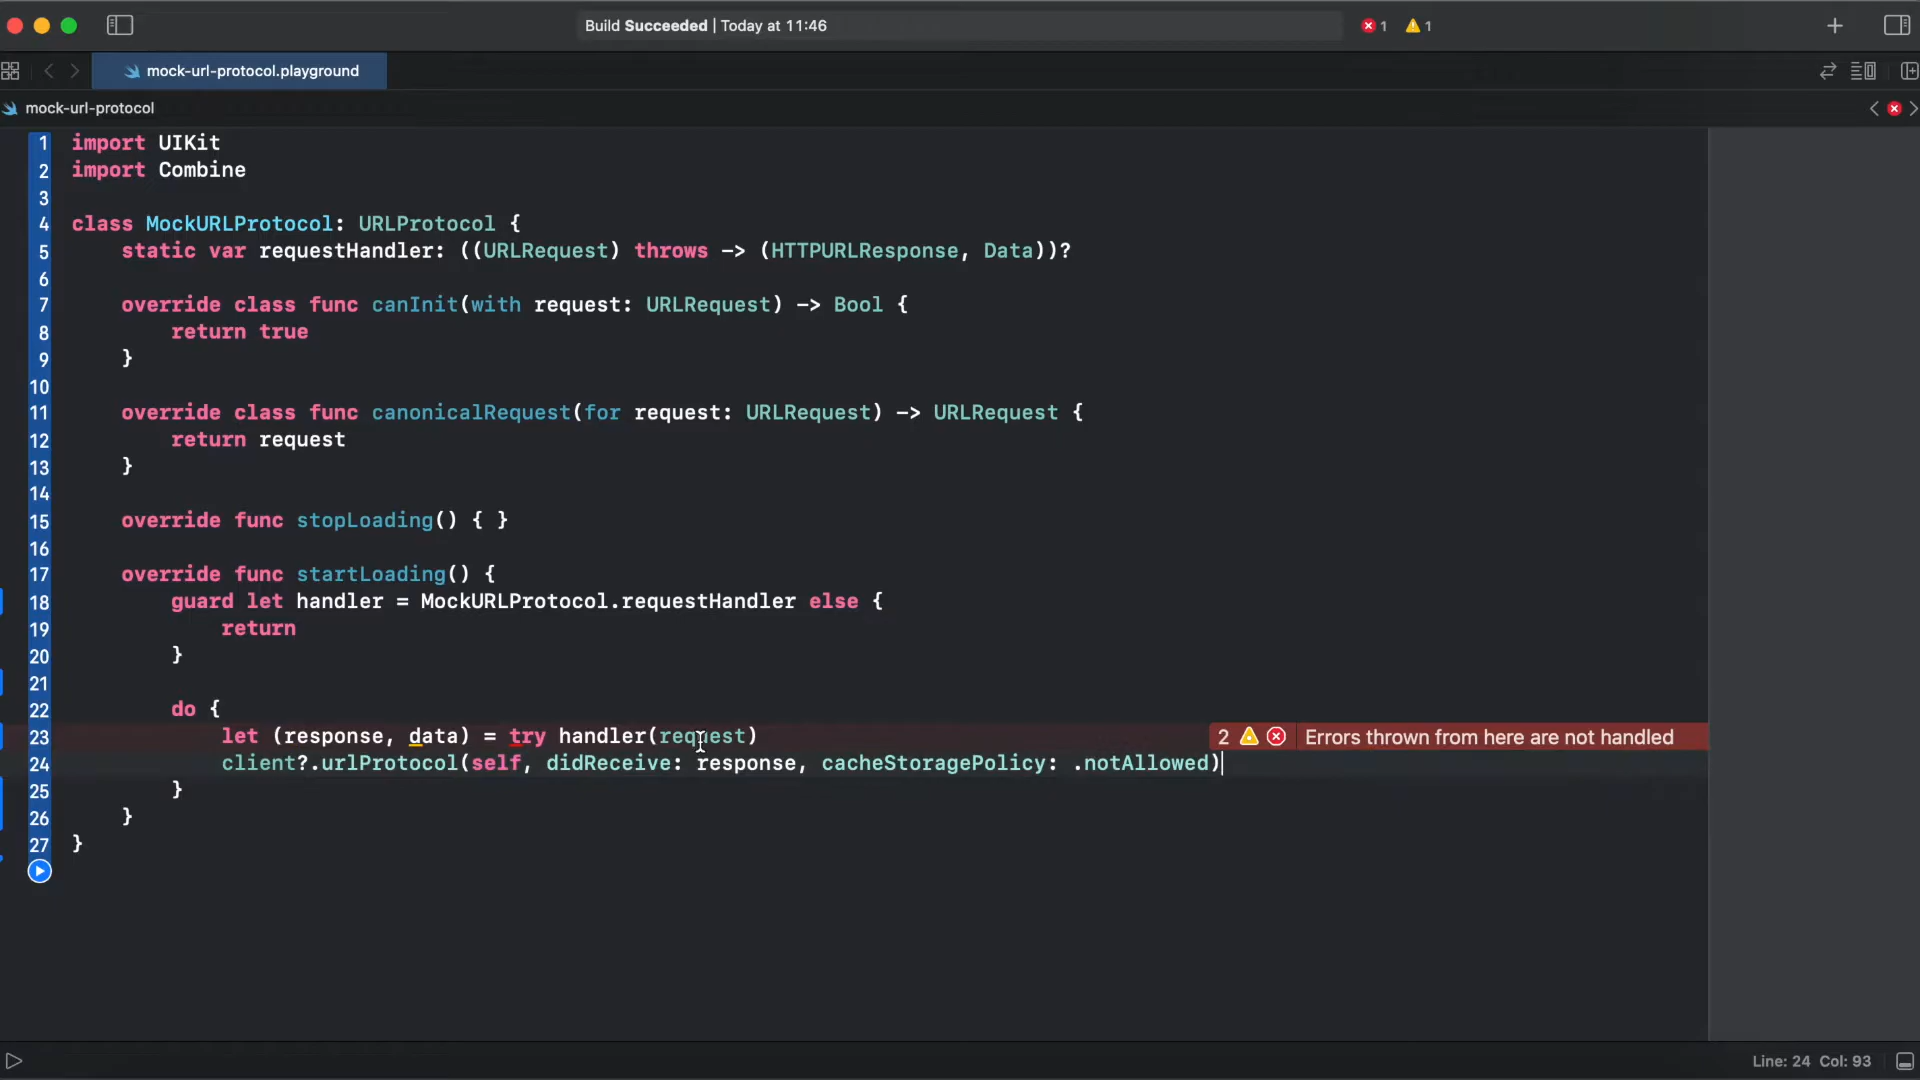 Build Succeeded | Today at 11:46
1
1
mock-url-protocol.playground
mock-url-protocol
1 import UIKit
2 import Combine
3
4 class MockURLProtocol: URLProtocol {
5 static var requestHandler: ((URLRequest) throws -> (HTTPURLResponse, Data))?
6
7 override class func canInit(with request: URLRequest) -> Bool {
8 return true
9 }
10
11 override class func canonicalRequest(for request: URLRequest) -> URLRequest {
12 return request
13 }
14
15 override func stopLoading() { }
16
17 override func startLoading() {
18 guard let handler = MockURLProtocol.requestHandler else {
19 return
20 }
21
22 do {
23 let (response, data) = try handler(request) 2 Errors thrown from here are not handled
24 client?.urlProtocol(self, didReceive: response, cacheStoragePolicy: .notAllowed)
25 }
26 }
27 }
Line: 24 Col: 93